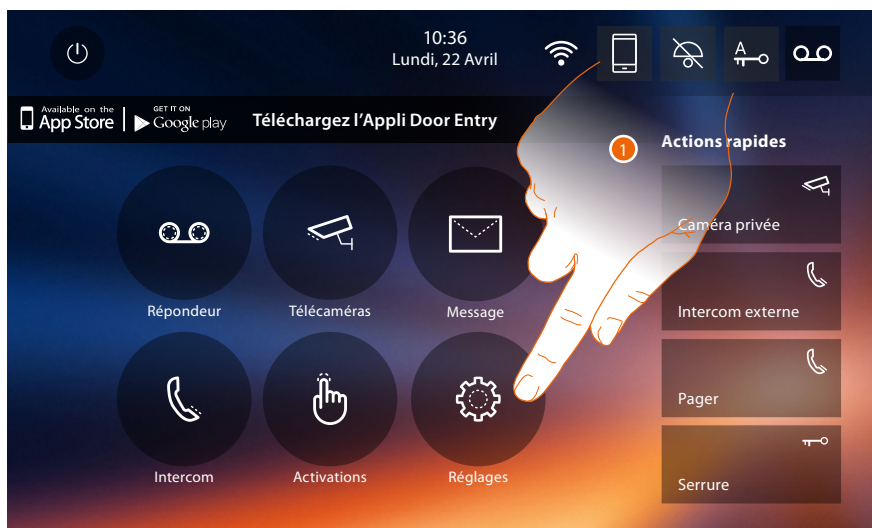 10:36
Lundi, 22 Avril
A
Available on the
App Store
GET IT ON
Google play
Téléchargez l'Appli Door Entry
1
Actions rapides
Caméra privée
Répondeur
Télécaméras
Message
Intercom externe
Pager
Intercom
Activations
Réglages
Serrure